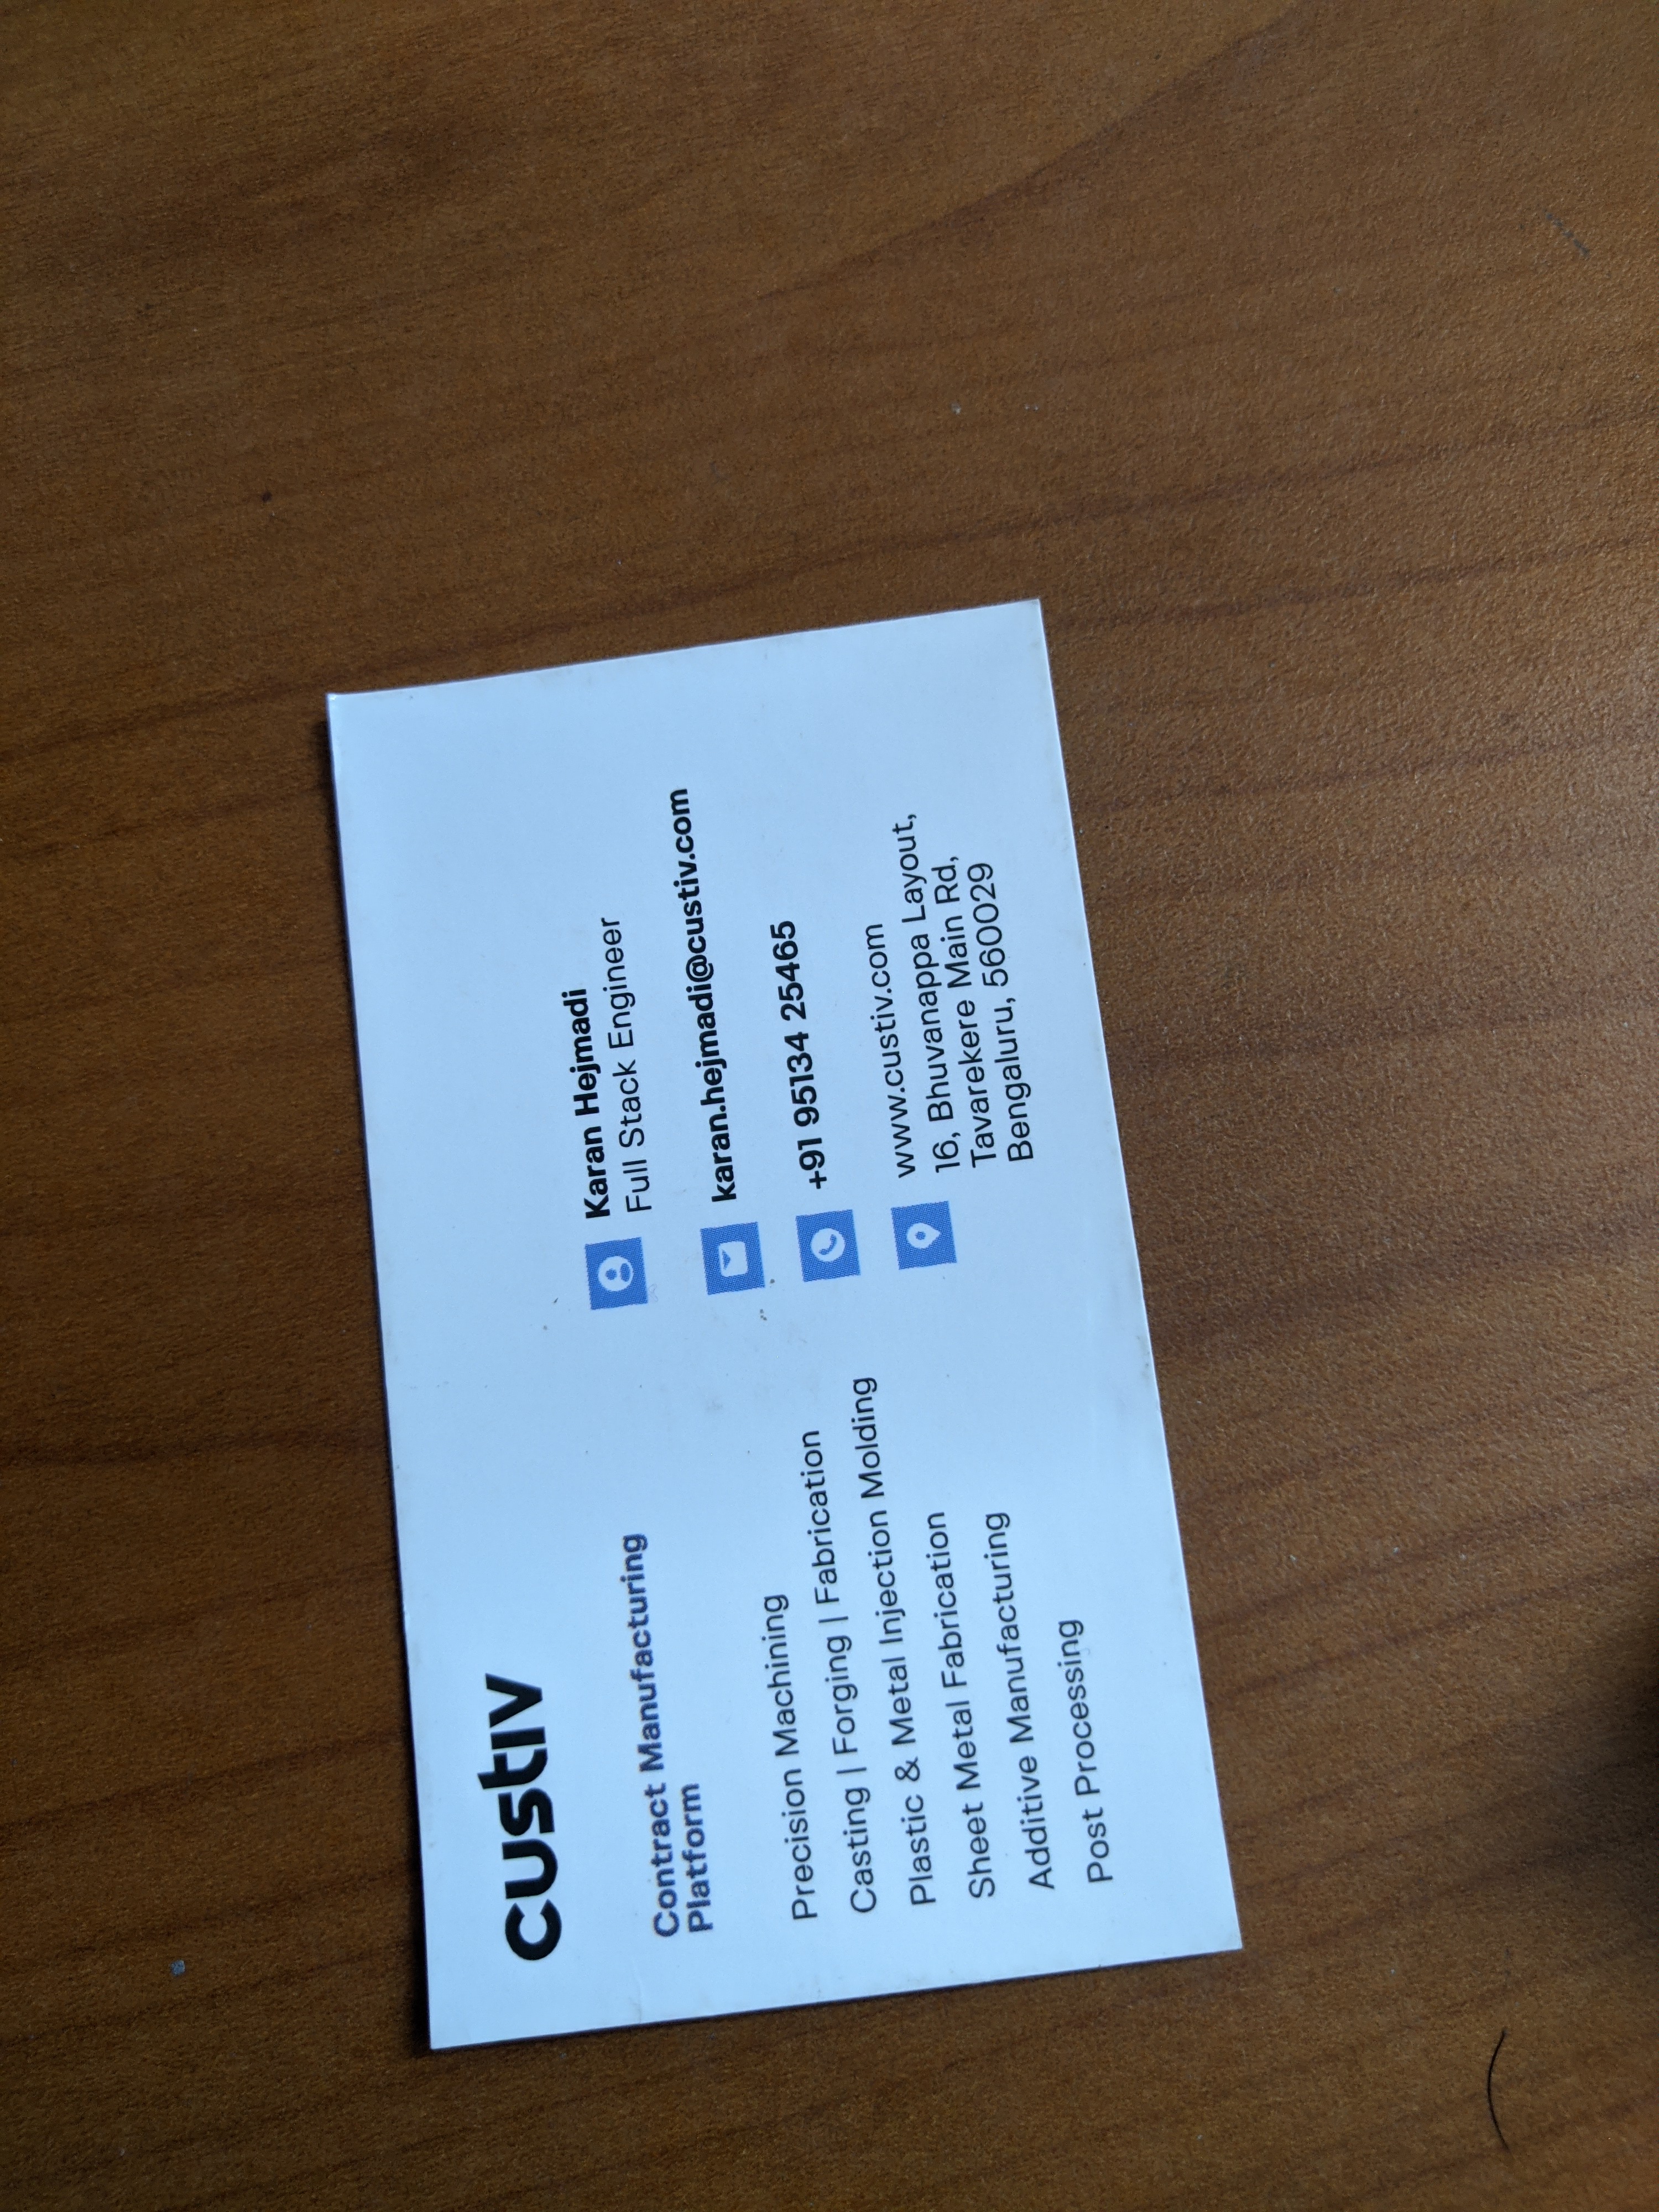 custiv
Contract Manufacturing
Platform
Precision Machining
Casting | Forging | Fabrication
Plastic & Metal Injection Molding
Sheet Metal Fabrication
Additive Manufacturing
Post Processing
Karan Hejmadi
Full Stack Engineer
karan.hejmadi@custiv.com
+91 95134 25465
www.custiv.com
16, Bhuvanappa Layout,
Tavarekere Main Rd,
Bengaluru, 560029